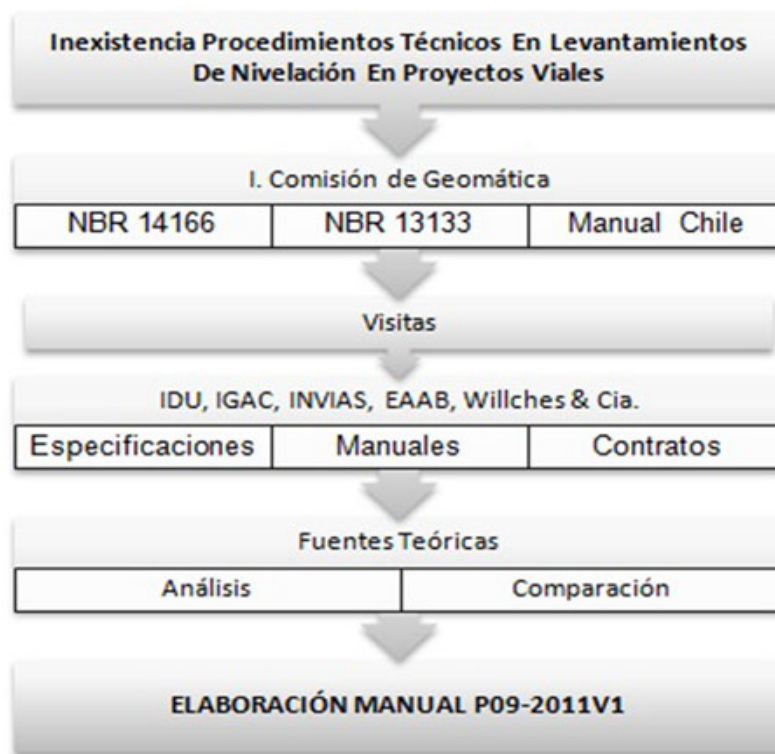 Inexistencia Procedimientos Técnicos En Levantamientos
De Nivelación En Proyectos Viales
I. Comisión de Geomática
NBR 14166 NBR 13133 Manual Chile
Visitas
IDU, IGAC, INVIAS, EAAB, Willches & Cia.
Especificaciones Manuales Contratos
Fuentes Teóricas
Análisis Comparación
ELABORACIÓN MANUAL P09-2011V1